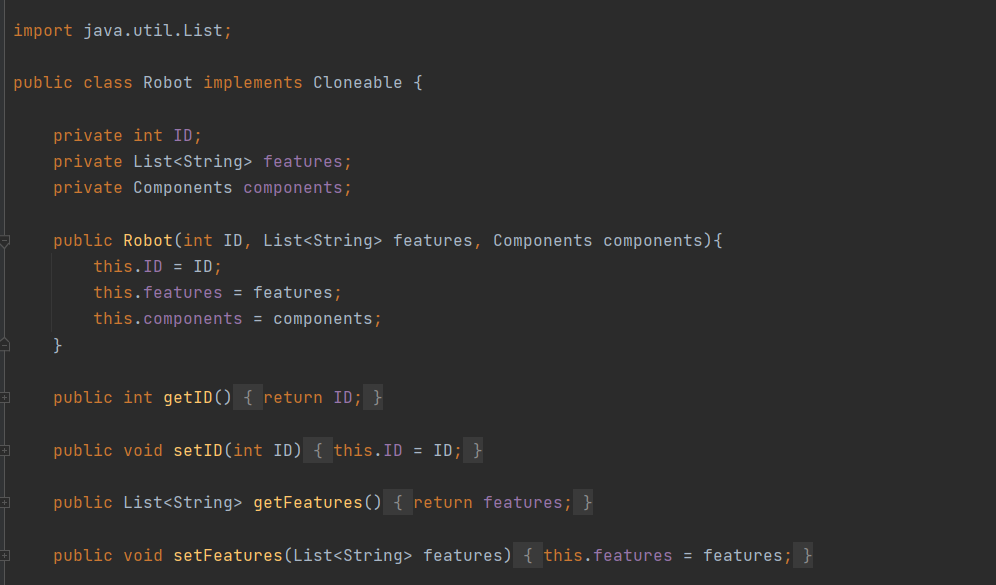 import java.util.List;
public class Robot implements Cloneable {
private int ID;
private List<String> features;
private Components components;
public Robot(int ID, List<String> features, Components components){
this.ID = ID;
this.features = features;
this.components = components;
}
public int getID() { return ID; }
public void setID(int ID) { this.ID = ID; }
public List<String> getFeatures() { return features; }
public void setFeatures(List<String> features) { this.features = features; }